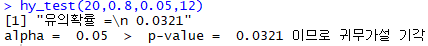 > hy_test(20,0.8,0.05,12)
[1] "유의확률 =\n 0.0321"
alpha =  0.05  >  p-value =  0.0321 이므로 귀무가설 기각